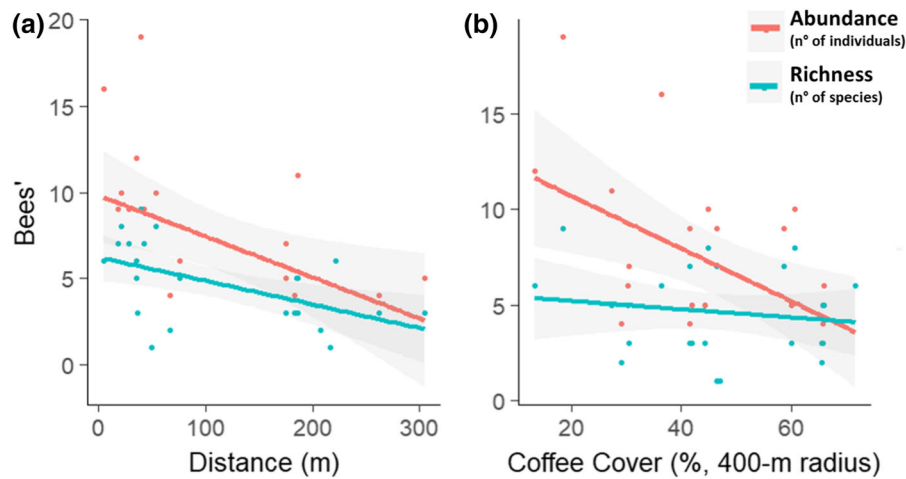 (a)
20
15
10
5
0
Bees'
0 100 200 300
Distance (m)
(b)
Abundance
(n° of individuals)
Richness
(n° of species)
15
10
5
0
20 40 60
Coffee Cover (%, 400-m radius)